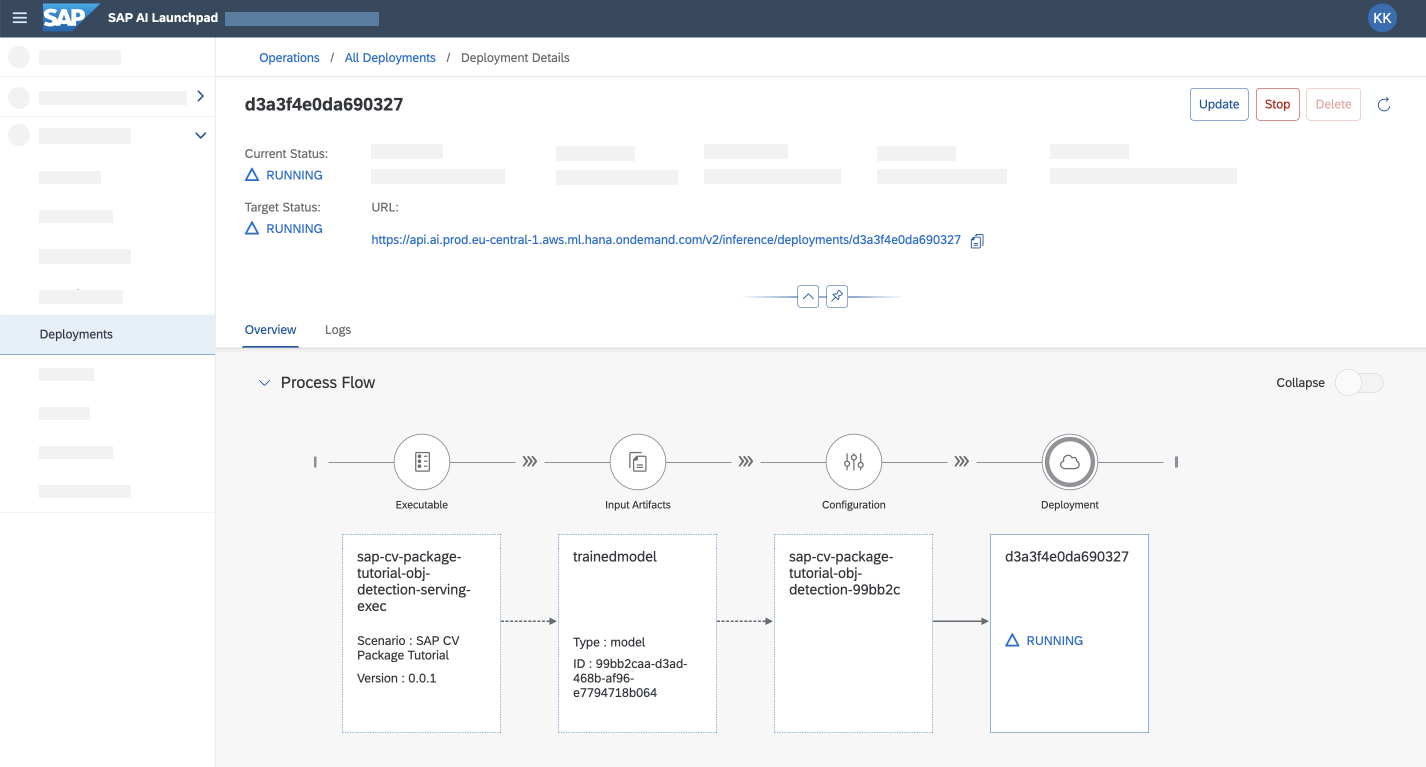 SAP SAP AI Launchpad
KK
Operations / All Deployments / Deployment Details
d3a3f4e0da690327
Update Stop Delete
Current Status:
RUNNING
Target Status: URL:
RUNNING
https://api.ai.prod.eu-central-1.aws.ml.hana.ondemand.com/v2/inference/deployments/d3a3f4e0da690327
Deployments
Overview Logs
Process Flow
Collapse
Executable
Input Artifacts
Configuration
Deployment
sap-cv-package-
tutorial-obj-
detection-serving-
exec
Scenario : SAP CV
Package Tutorial
Version : 0.0.1
trainedmodel
Type : model
ID : 99bb2caa-d3ad-
468b-af96-
e7794718b064
sap-cv-package-
tutorial-obj-
detection-99bb2c
d3a3f4e0da690327
RUNNING